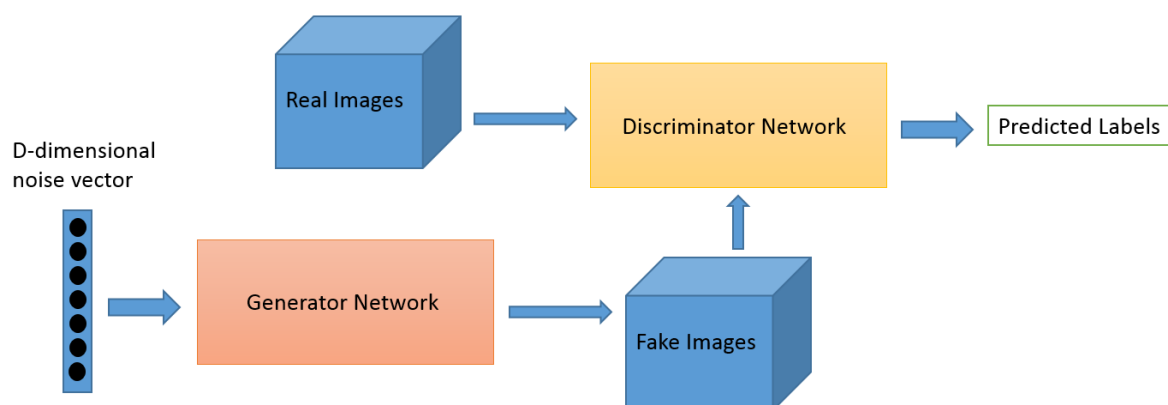 Real Images
Discriminator Network
Predicted Labels
D-dimensional
noise vector
Generator Network
Fake Images